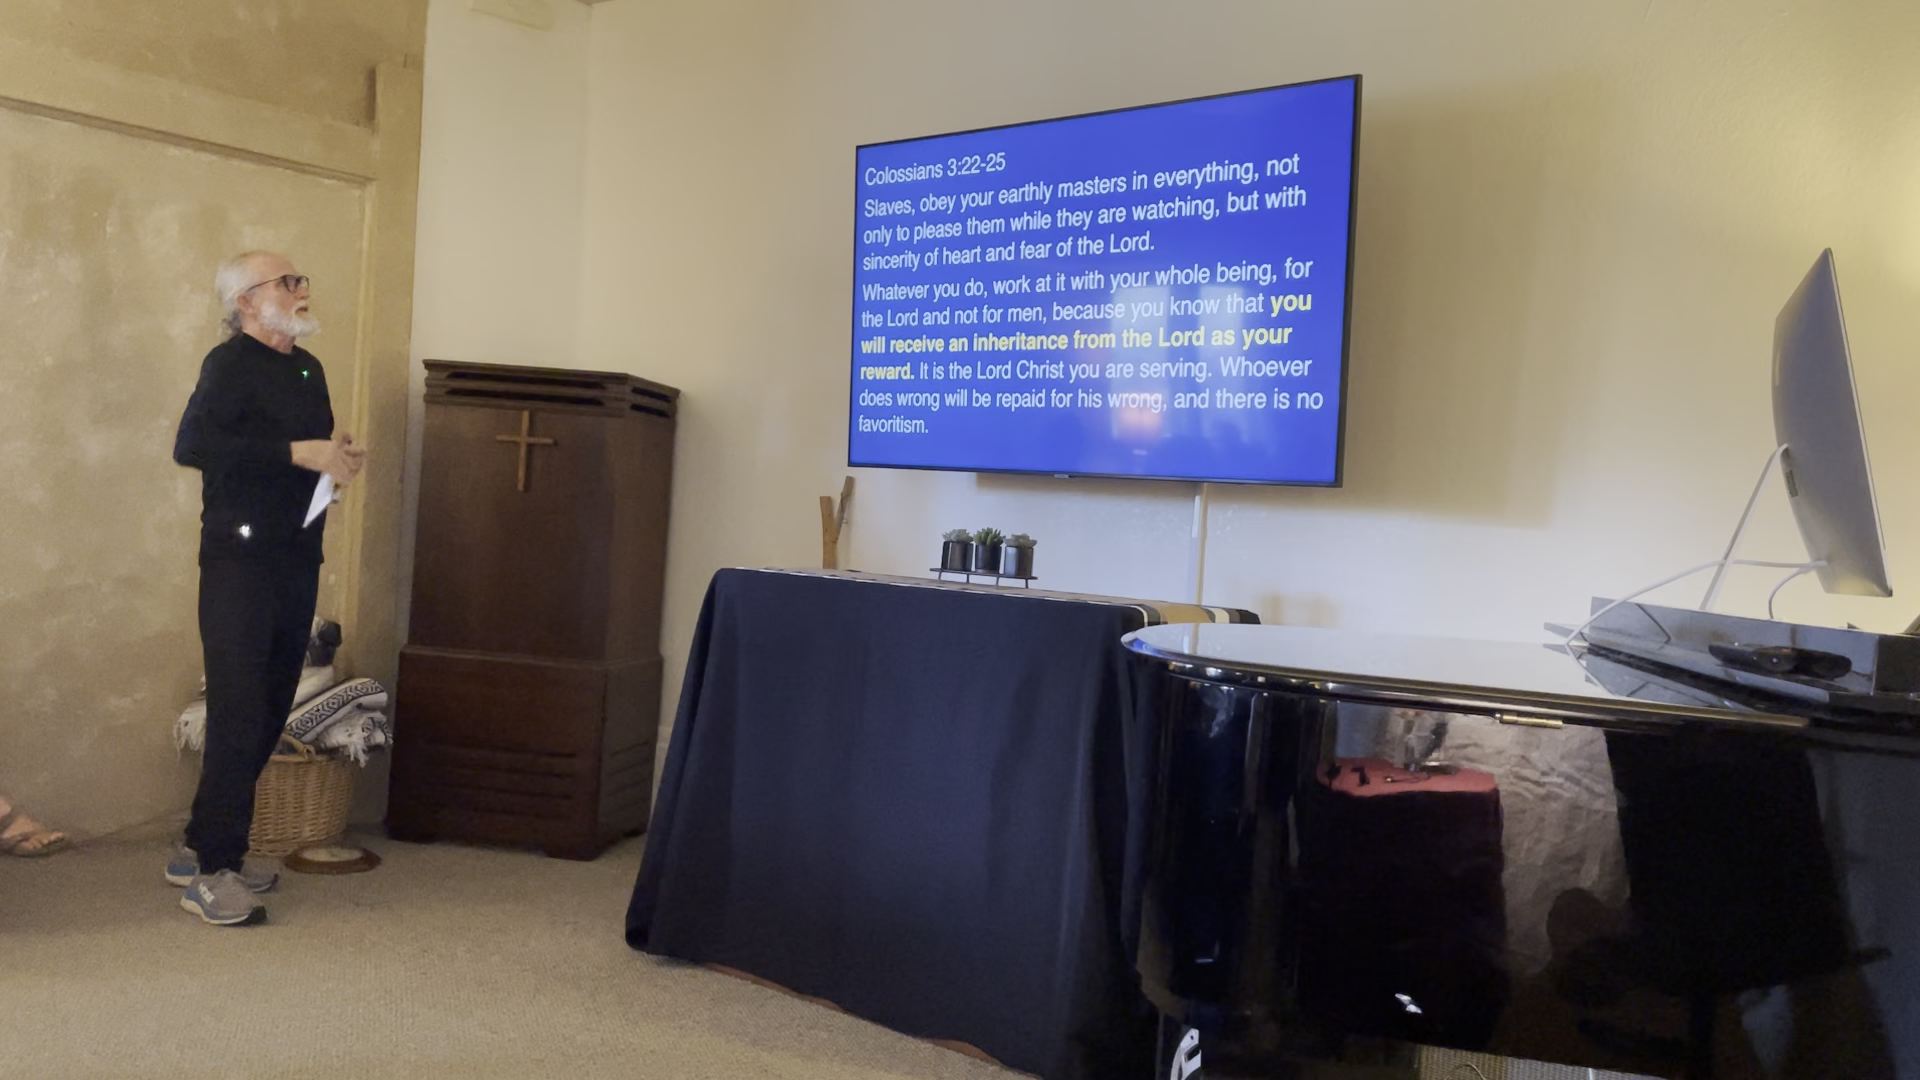 Colossians 3:22-25
Slaves, obey your earthly masters in everything, not
only to please them while they are watching, but with
sincerity of heart and fear of the Lord.
Whatever you do, work at it with your whole being, for
the Lord and not for men, because you know that you
will receive an inheritance from the Lord as your
reward. It is the Lord Christ you are serving. Whoever
does wrong will be repaid for his wrong, and there is no
favoritism.